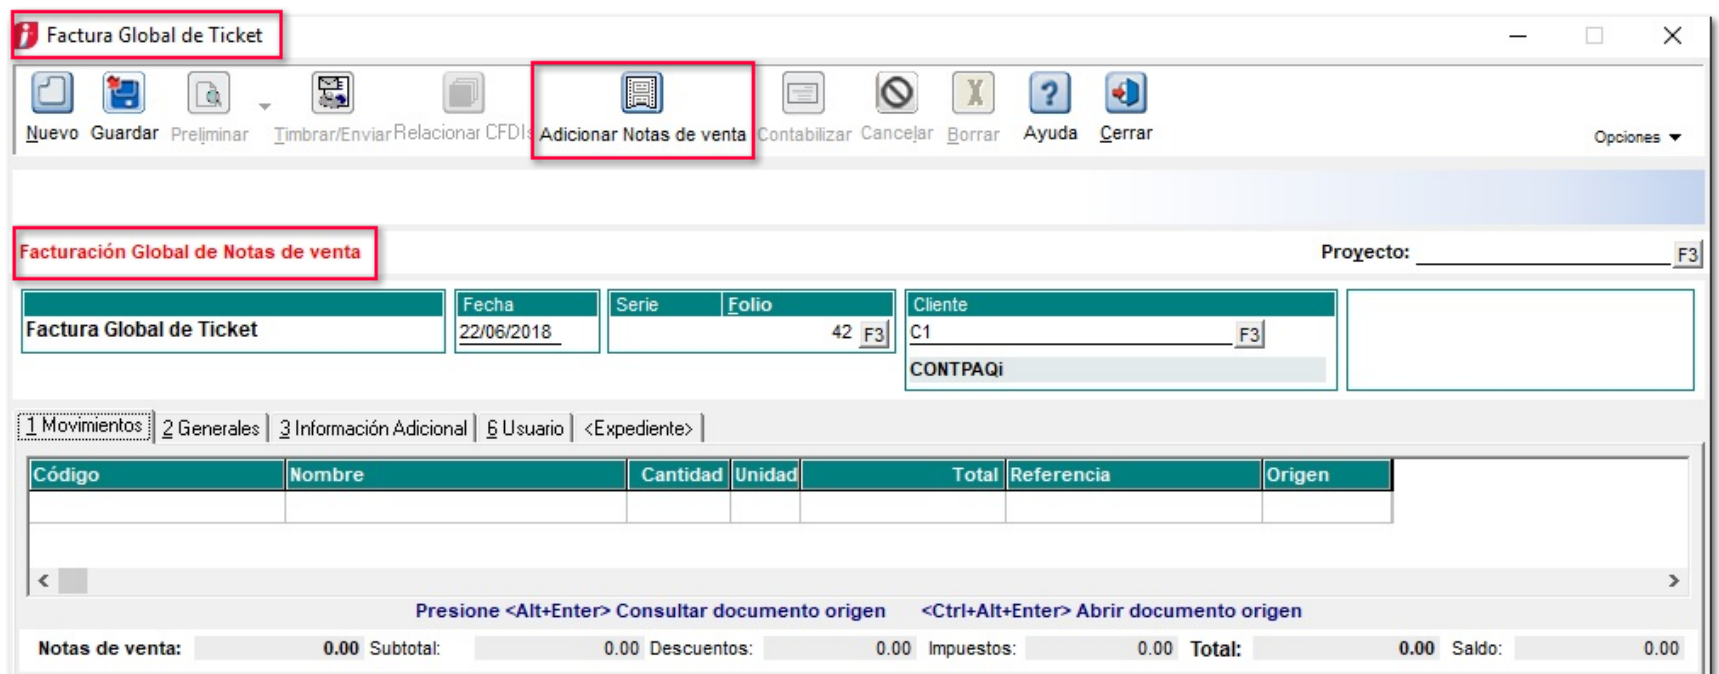 Factura Global de Ticket
Nuevo Guardar Preliminar Timbrar/Enviar Relacionar CFDIs Adicionar Notas de venta Contabilizar Cancelar Borrar Ayuda Cerrar Opciones
Facturación Global de Notas de venta Proyecto: F3
Fecha Serie Folio Cliente
Factura Global de Ticket 22/06/2018 42 F3 C1 F3
CONTPAQi
1 Movimientos 2 Generales 3 Información Adicional 6 Usuario <Expediente>
Código Nombre Cantidad Unidad Total Referencia Origen
Presione <Alt+Enter> Consultar documento origen <Ctrl+Alt+Enter> Abrir documento origen
Notas de venta: 0.00 Subtotal: 0.00 Descuentos: 0.00 Impuestos: 0.00 Total: 0.00 Saldo: 0.00